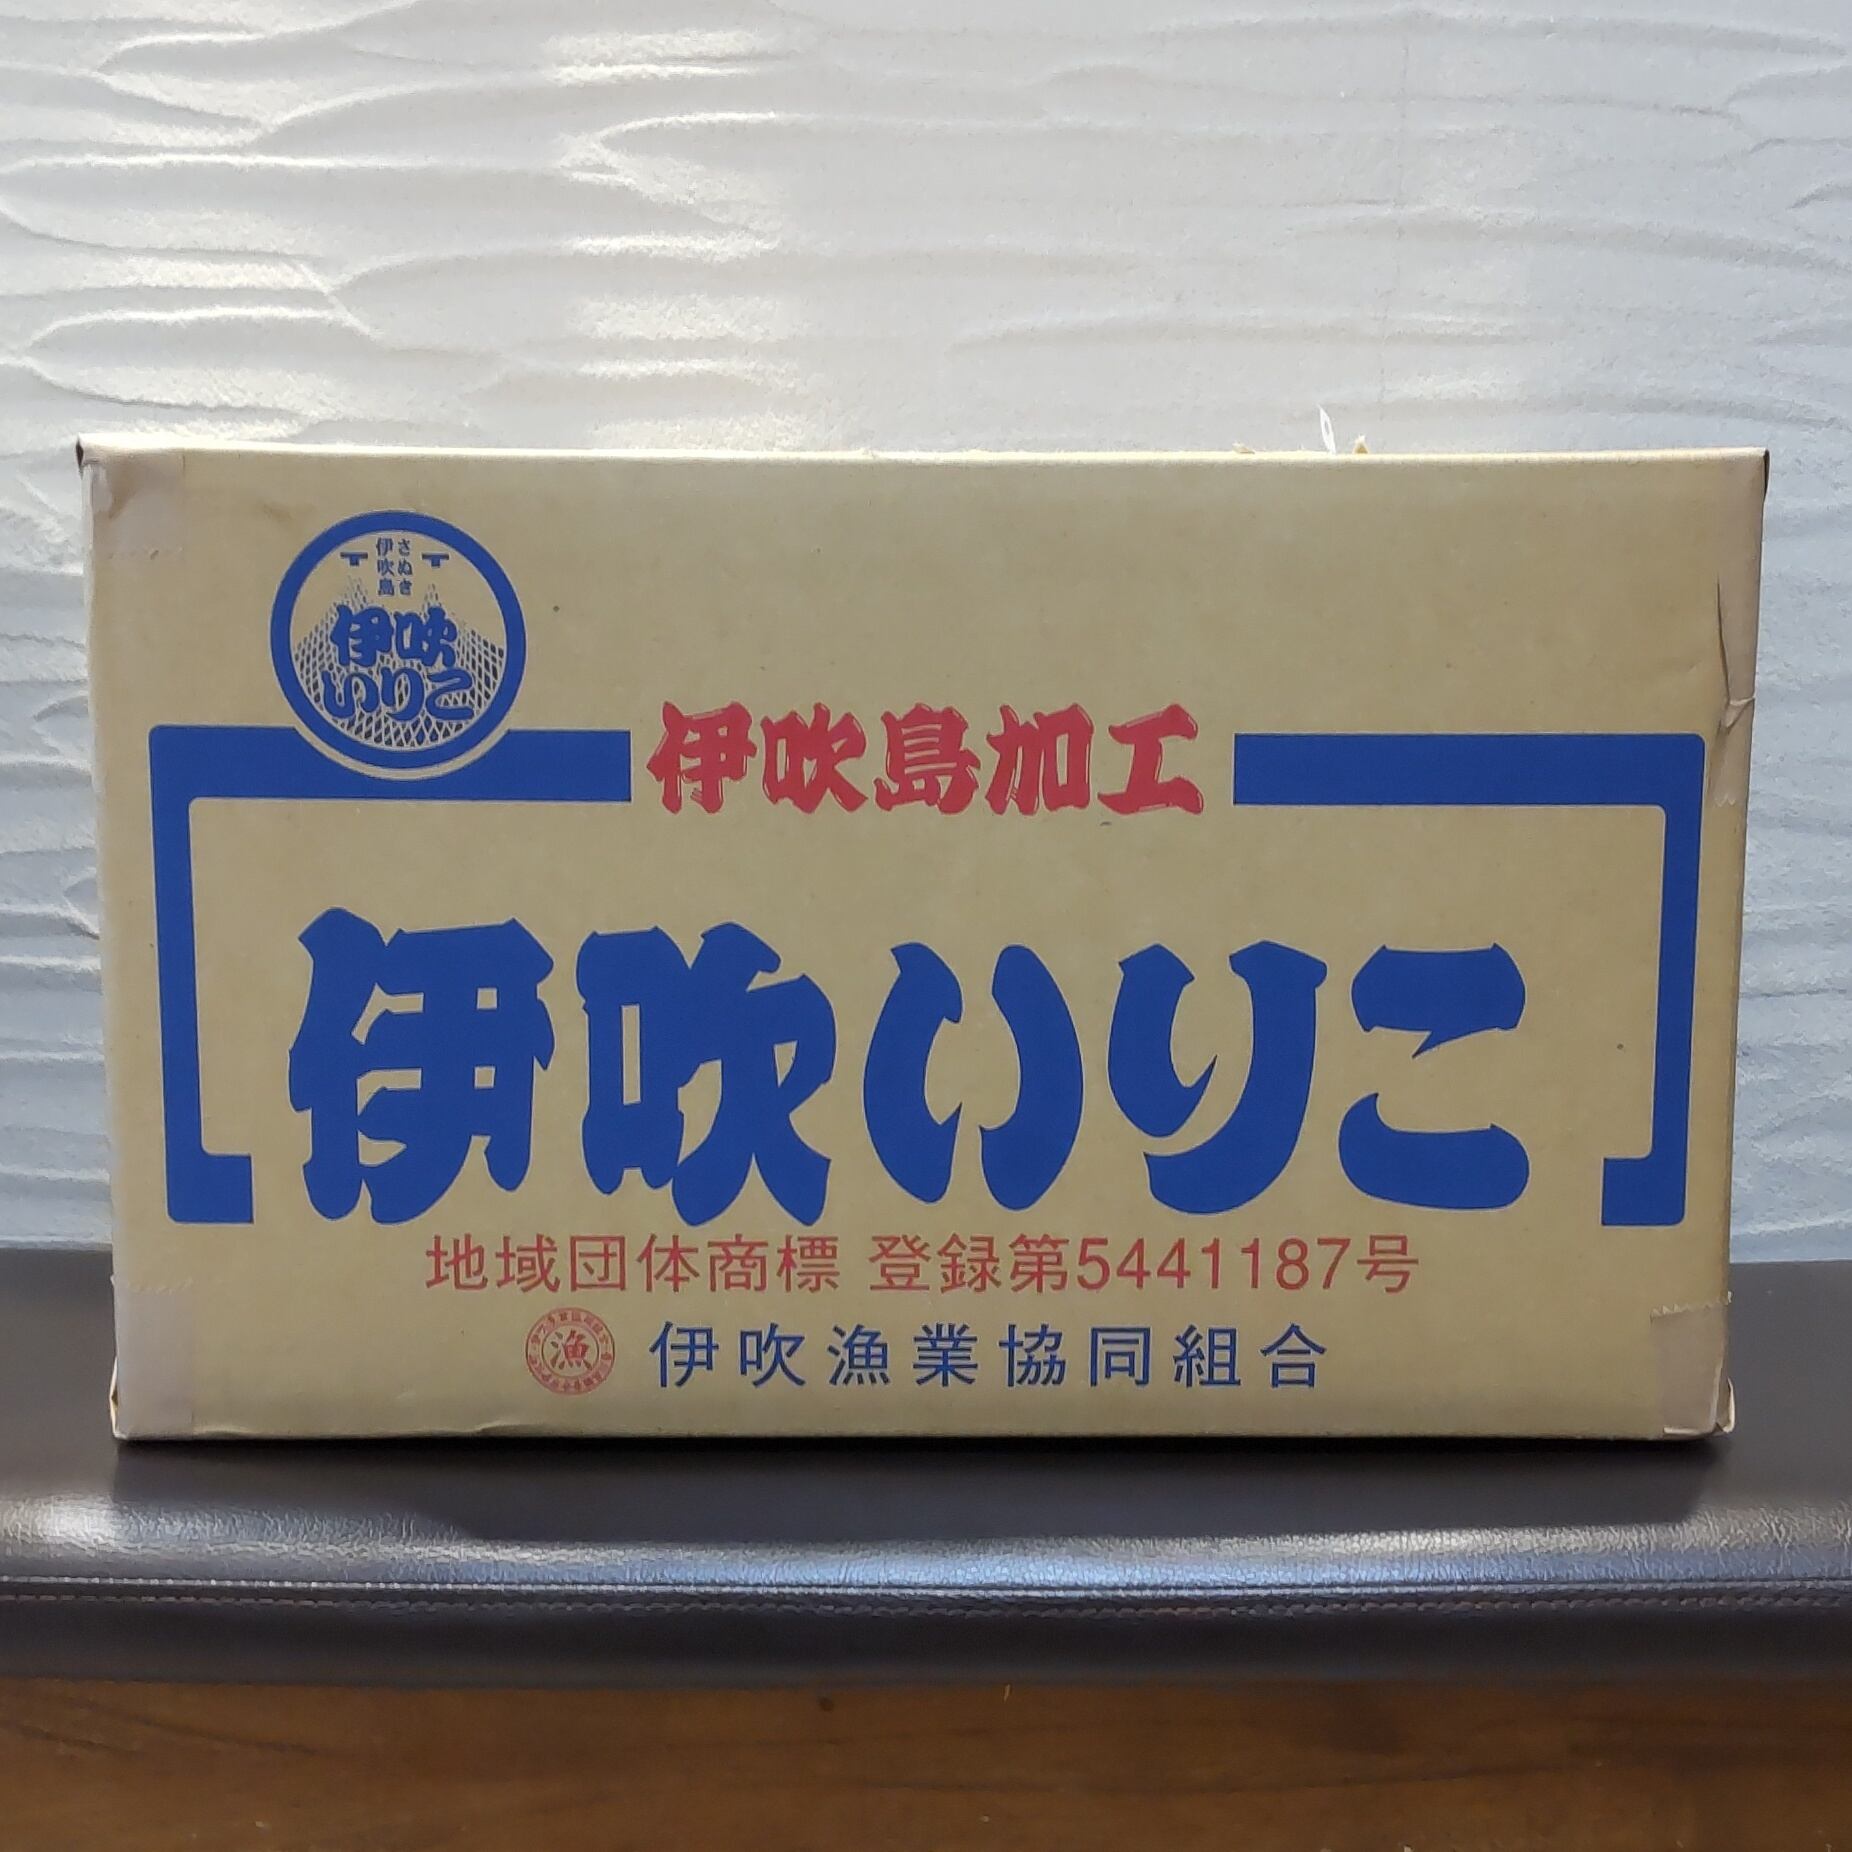 さぬき
伊吹島
伊吹
いりこ
伊吹島加工
伊吹いりこ
地域団体商標 登録第5441187号
漁
伊吹漁業協同組合